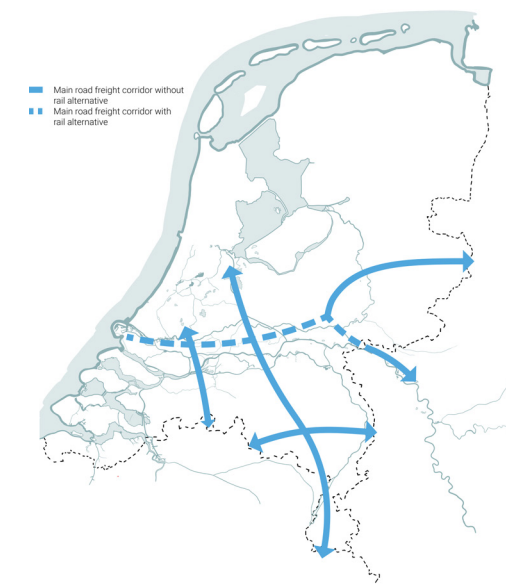 Main road freight corridor without
rail alternative
Main road freight corridor with
rail alternative